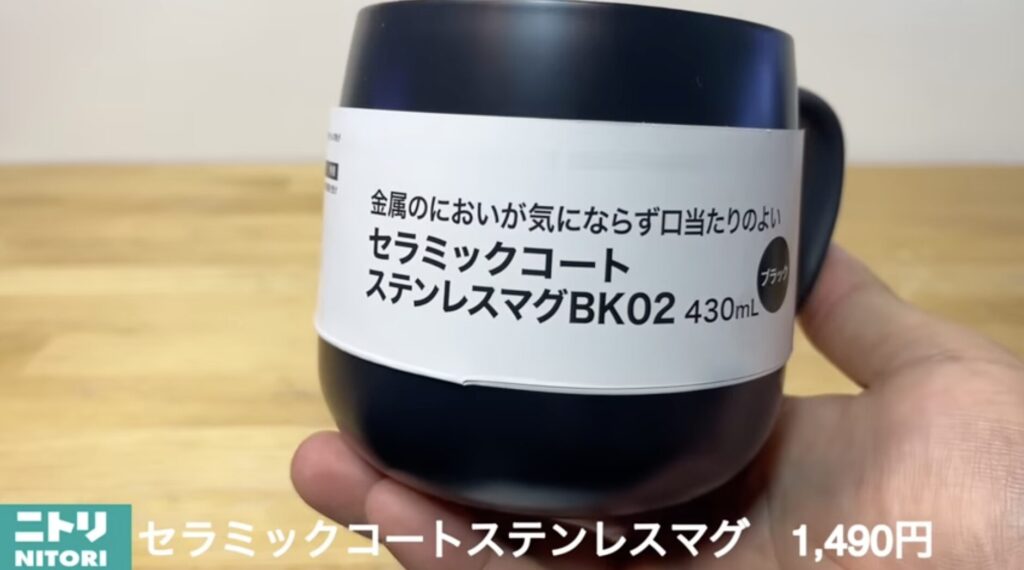 金属のにおいが気にならず口当たりのよい
セラミックコート
ステンレスマグBK02 430mL
ブラック
ニトリ
NITORI
セラミックコートステンレスマグ 1,490円